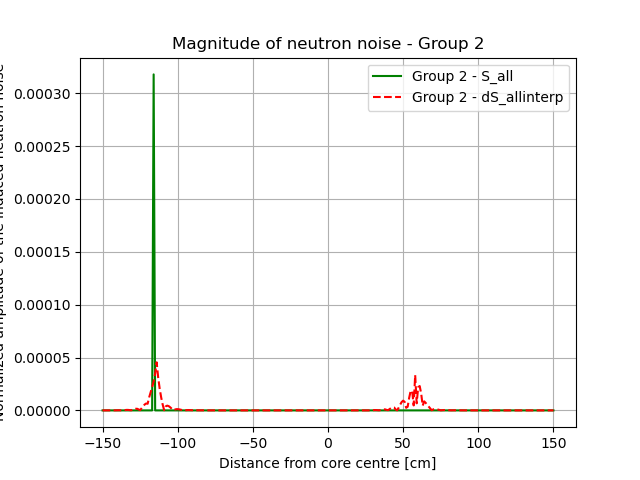 Magnitude of neutron noise - Group 2
Group 2 - S_all
Group 2 - dS_allinterp
Normalized amplitude of the induced neutron noise
0.00030
0.00025
0.00020
0.00015
0.00010
0.00005
0.00000
−150
−100
−50
0
50
100
150
Distance from core centre [cm]